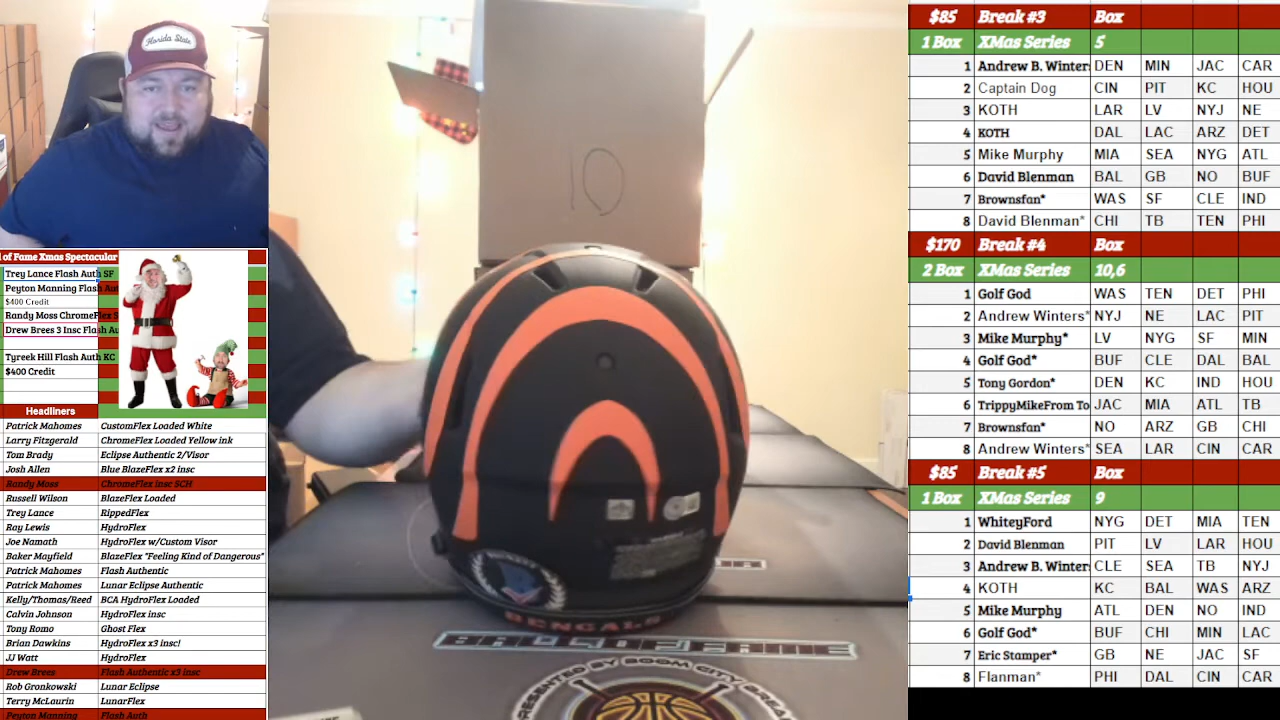 Florida State
l of Fame Xmas Spectacular
Trey Lance Flash Auth SF
Peyton Manning Flash Aut
$400 Credit
Randy Moss ChromeFlex S
Drew Brees 3 Insc Flash Au
Tyreek Hill Flash Auth KC
$400 Credit
Headliners
Patrick Mahomes CustomFlex Loaded White
Larry Fitzgerald ChromeFlex Loaded Yellow ink
Tom Brady Eclipse Authentic 2/Visor
Josh Allen Blue BlazeFlex x2 insc
Randy Moss ChromeFlex insc SCH
Russell Wilson BlazeFlex Loaded
Trey Lance RippedFlex
Ray Lewis HydroFlex
Joe Namath HydroFlex w/Custom Visor
Baker Mayfield BlazeFlex "Feeling Kind of Dangerous"
Patrick Mahomes Flash Authentic
Patrick Mahomes Lunar Eclipse Authentic
Kelly/Thomas/Reed BCA HydroFlex Loaded
Calvin Johnson HydroFlex insc
Tony Romo Ghost Flex
Brian Dawkins HydroFlex x3 insc!
JJ Watt HydroFlex
Drew Brees Flash Authentic x3 insc
Rob Gronkowski Lunar Eclipse
Terry McLaurin LunarFlex
Peyton Manning Flash Auth
10
BENGALS
HALL OF FAME
PRESENTED BY BOOM CITY BREA
$85 Break #3 Box
1 Box XMas Series 5
1 Andrew B. Winters DEN MIN JAC CAR
2 Captain Dog CIN PIT KC HOU
3 KOTH LAR LV NYJ NE
4 KOTH DAL LAC ARZ DET
5 Mike Murphy MIA SEA NYG ATL
6 David Blenman BAL GB NO BUF
7 Brownsfan* WAS SF CLE IND
8 David Blenman* CHI TB TEN PHI
$170 Break #4 Box
2 Box XMas Series 10,6
1 Golf God WAS TEN DET PHI
2 Andrew Winters* NYJ NE LAC PIT
3 Mike Murphy* LV NYG SF MIN
4 Golf God* BUF CLE DAL BAL
5 Tony Gordon* DEN KC IND HOU
6 TrippyMikeFrom To JAC MIA ATL TB
7 Brownsfan* NO ARZ GB CHI
8 Andrew Winters* SEA LAR CIN CAR
$85 Break #5 Box
1 Box XMas Series 9
1 WhiteyFord NYG DET MIA TEN
2 David Blenman PIT LV LAR HOU
3 Andrew B. Winters CLE SEA TB NYJ
4 KOTH KC BAL WAS ARZ
5 Mike Murphy ATL DEN NO IND
6 Golf God* BUF CHI MIN LAC
7 Eric Stamper* GB NE JAC SF
8 Flanman* PHI DAL CIN CAR